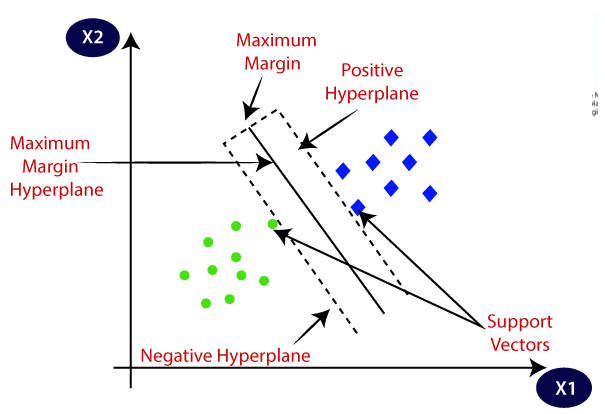 X2
Maximum
Margin
Positive
Hyperplane
Maximum
Margin
Hyperplane
Support
Vectors
Negative Hyperplane
X1